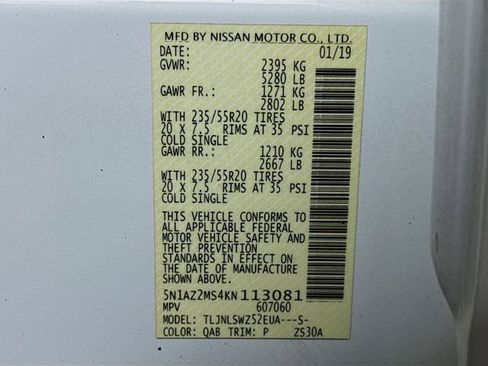 MFD BY NISSAN MOTOR CO., LTD.
DATE: 01/19
GVWR: 2395 KG
5280 LB
GAWR FR.: 1271 KG
2802 LB
WITH 235/55R20 TIRES
20 X 7.5 RIMS AT 35 PSI
COLD SINGLE
GAWR RR.: 1210 KG
2667 LB
WITH 235/55R20 TIRES
20 X 7.5 RIMS AT 35 PSI
COLD SINGLE
THIS VEHICLE CONFORMS TO
ALL APPLICABLE FEDERAL
MOTOR VEHICLE SAFETY AND
THEFT PREVENTION
STANDARDS IN EFFECT ON
THE DATE OF MANUFACTURE
SHOWN ABOVE.
5N1AZ2MS4KN113081
MPV 607060
MODEL: TLJNLSWZ52EUA---S-
COLOR: QAB TRIM: P ZS30A